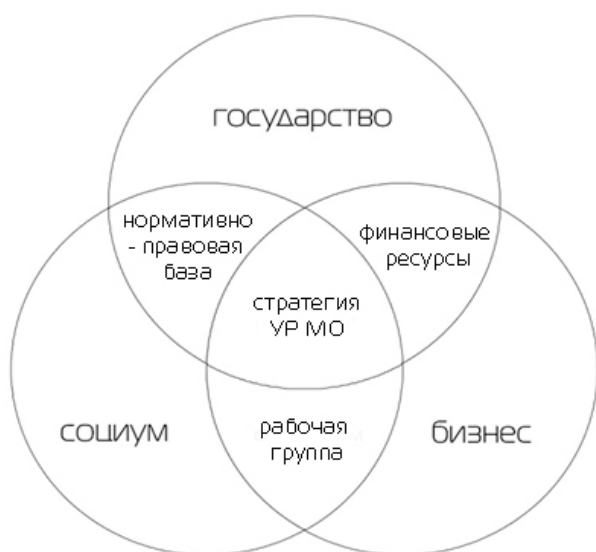 государство
нормативно
- правовая
база
финансовые
ресурсы
стратегия
УР МО
социум
рабочая
группа
бизнес